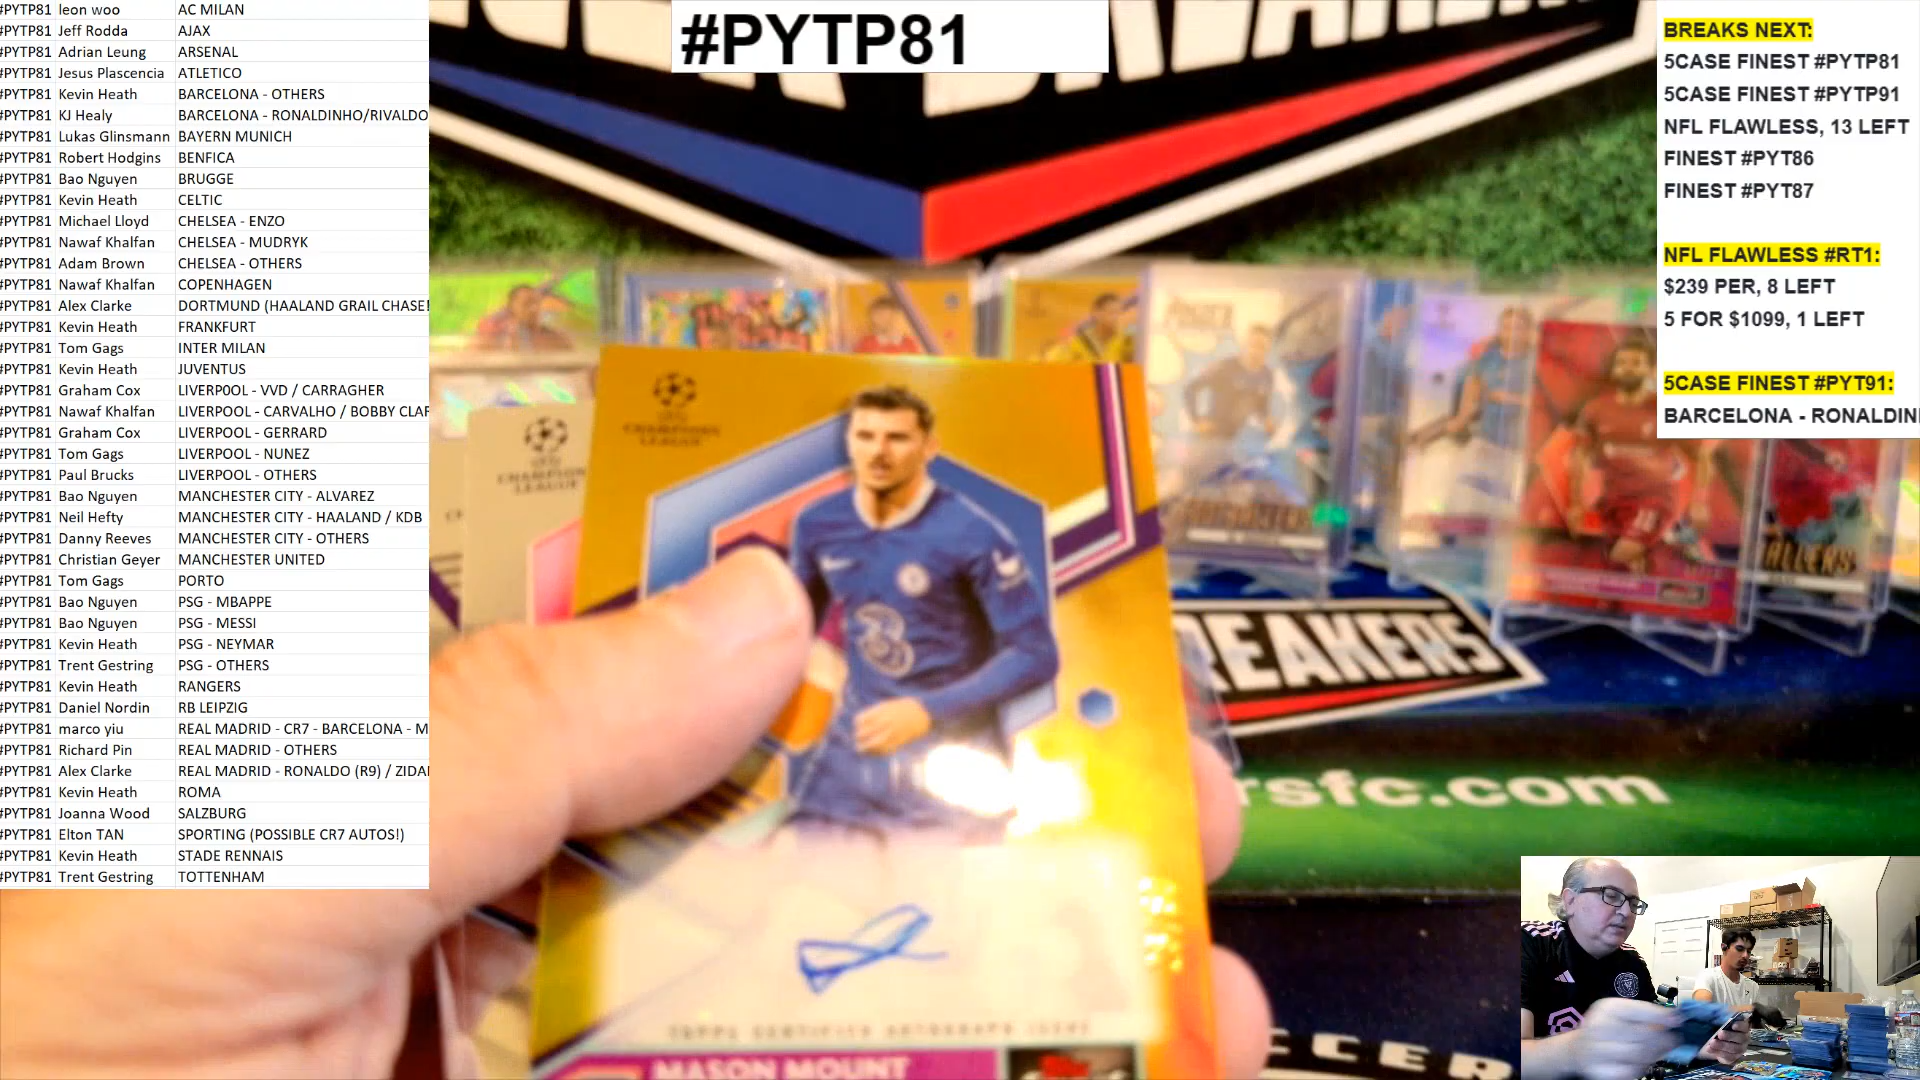 #PYTP81 leon woo AC MILAN
#PYTP81 Jeff Rodda AJAX
#PYTP81 Adrian Leung ARSENAL
#PYTP81 Jesus Plascencia ATLETICO
#PYTP81 Kevin Heath BARCELONA - OTHERS
#PYTP81 KJ Healy BARCELONA - RONALDINHO/RIVALDO
#PYTP81 Lukas Glinsmann BAYERN MUNICH
#PYTP81 Robert Hodgins BENFICA
#PYTP81 Bao Nguyen BRUGGE
#PYTP81 Kevin Heath CELTIC
#PYTP81 Michael Lloyd CHELSEA - ENZO
#PYTP81 Nawaf Khalfan CHELSEA - MUDRYK
#PYTP81 Adam Brown CHELSEA - OTHERS
#PYTP81 Nawaf Khalfan COPENHAGEN
#PYTP81 Alex Clarke DORTMUND (HAALAND GRAIL CHASE!
#PYTP81 Kevin Heath FRANKFURT
#PYTP81 Tom Gags INTER MILAN
#PYTP81 Kevin Heath JUVENTUS
#PYTP81 Graham Cox LIVERP0OL - VVD / CARRAGHER
#PYTP81 Nawaf Khalfan LIVERPOOL - CARVALHO / BOBBY CLAR
#PYTP81 Graham Cox LIVERPOOL - GERRARD
#PYTP81 Tom Gags LIVERPOOL - NUNEZ
#PYTP81 Paul Brucks LIVERPOOL - OTHERS
#PYTP81 Bao Nguyen MANCHESTER CITY - ALVAREZ
#PYTP81 Neil Hefty MANCHESTER CITY - HAALAND / KDB
#PYTP81 Danny Reeves MANCHESTER CITY - OTHERS
#PYTP81 Christian Geyer MANCHESTER UNITED
#PYTP81 Tom Gags PORTO
#PYTP81 Bao Nguyen PSG - MBAPPE
#PYTP81 Bao Nguyen PSG - MESSI
#PYTP81 Kevin Heath PSG - NEYMAR
#PYTP81 Trent Gestring PSG - OTHERS
#PYTP81 Kevin Heath RANGERS
#PYTP81 Daniel Nordin RB LEIPZIG
#PYTP81 marco yiu REAL MADRID - CR7 - BARCELONA - M
#PYTP81 Richard Pin REAL MADRID - OTHERS
#PYTP81 Alex Clarke REAL MADRID - RONALDO (R9) / ZIDA
#PYTP81 Kevin Heath ROMA
#PYTP81 Joanna Wood SALZBURG
#PYTP81 Elton TAN SPORTING (POSSIBLE CR7 AUTOS!)
#PYTP81 Kevin Heath STADE RENNAIS
#PYTP81 Trent Gestring TOTTENHAM
#PYTP81
BREAKS NEXT:
5CASE FINEST #PYTP81
5CASE FINEST #PYTP91
NFL FLAWLESS, 13 LEFT
FINEST #PYT86
FINEST #PYT87
NFL FLAWLESS #RT1:
$239 PER, 8 LEFT
5 FOR $1099, 1 LEFT
5CASE FINEST #PYT91:
BARCELONA - RONALDIN
CHAMPIONS
LEAGUE
TOPPS CERTIFIED AUTOGRAPH ISSUE
MASON MOUNT
REAKERS
rsfc.com
CCER